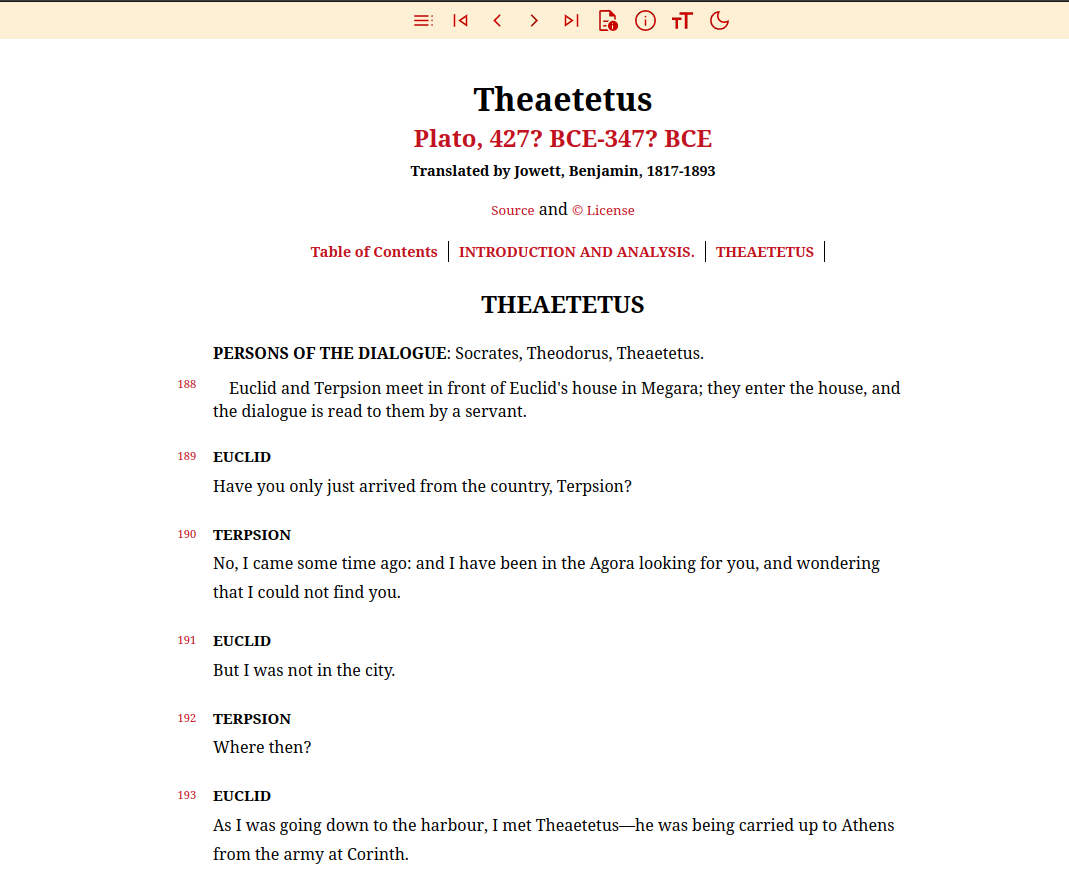 Theaetetus
Plato, 427? BCE-347? BCE
Translated by Jowett, Benjamin, 1817-1893
Source and © License
Table of Contents | INTRODUCTION AND ANALYSIS. | THEAETETUS |
THEAETETUS
PERSONS OF THE DIALOGUE: Socrates, Theodorus, Theaetetus.
188 Euclid and Terpsion meet in front of Euclid's house in Megara; they enter the house, and
the dialogue is read to them by a servant.
189 EUCLID
Have you only just arrived from the country, Terpsion?
190 TERPSION
No, I came some time ago: and I have been in the Agora looking for you, and wondering
that I could not find you.
191 EUCLID
But I was not in the city.
192 TERPSION
Where then?
193 EUCLID
As I was going down to the harbour, I met Theaetetus—he was being carried up to Athens
from the army at Corinth.